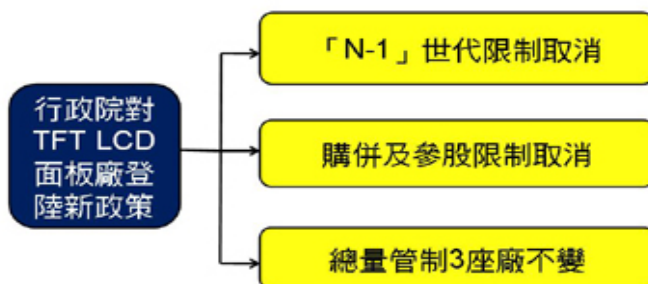 行政院對
TFT LCD
面板廠登
陸新政策
「N-1」世代限制取消
購併及參股限制取消
總量管制3座廠不變